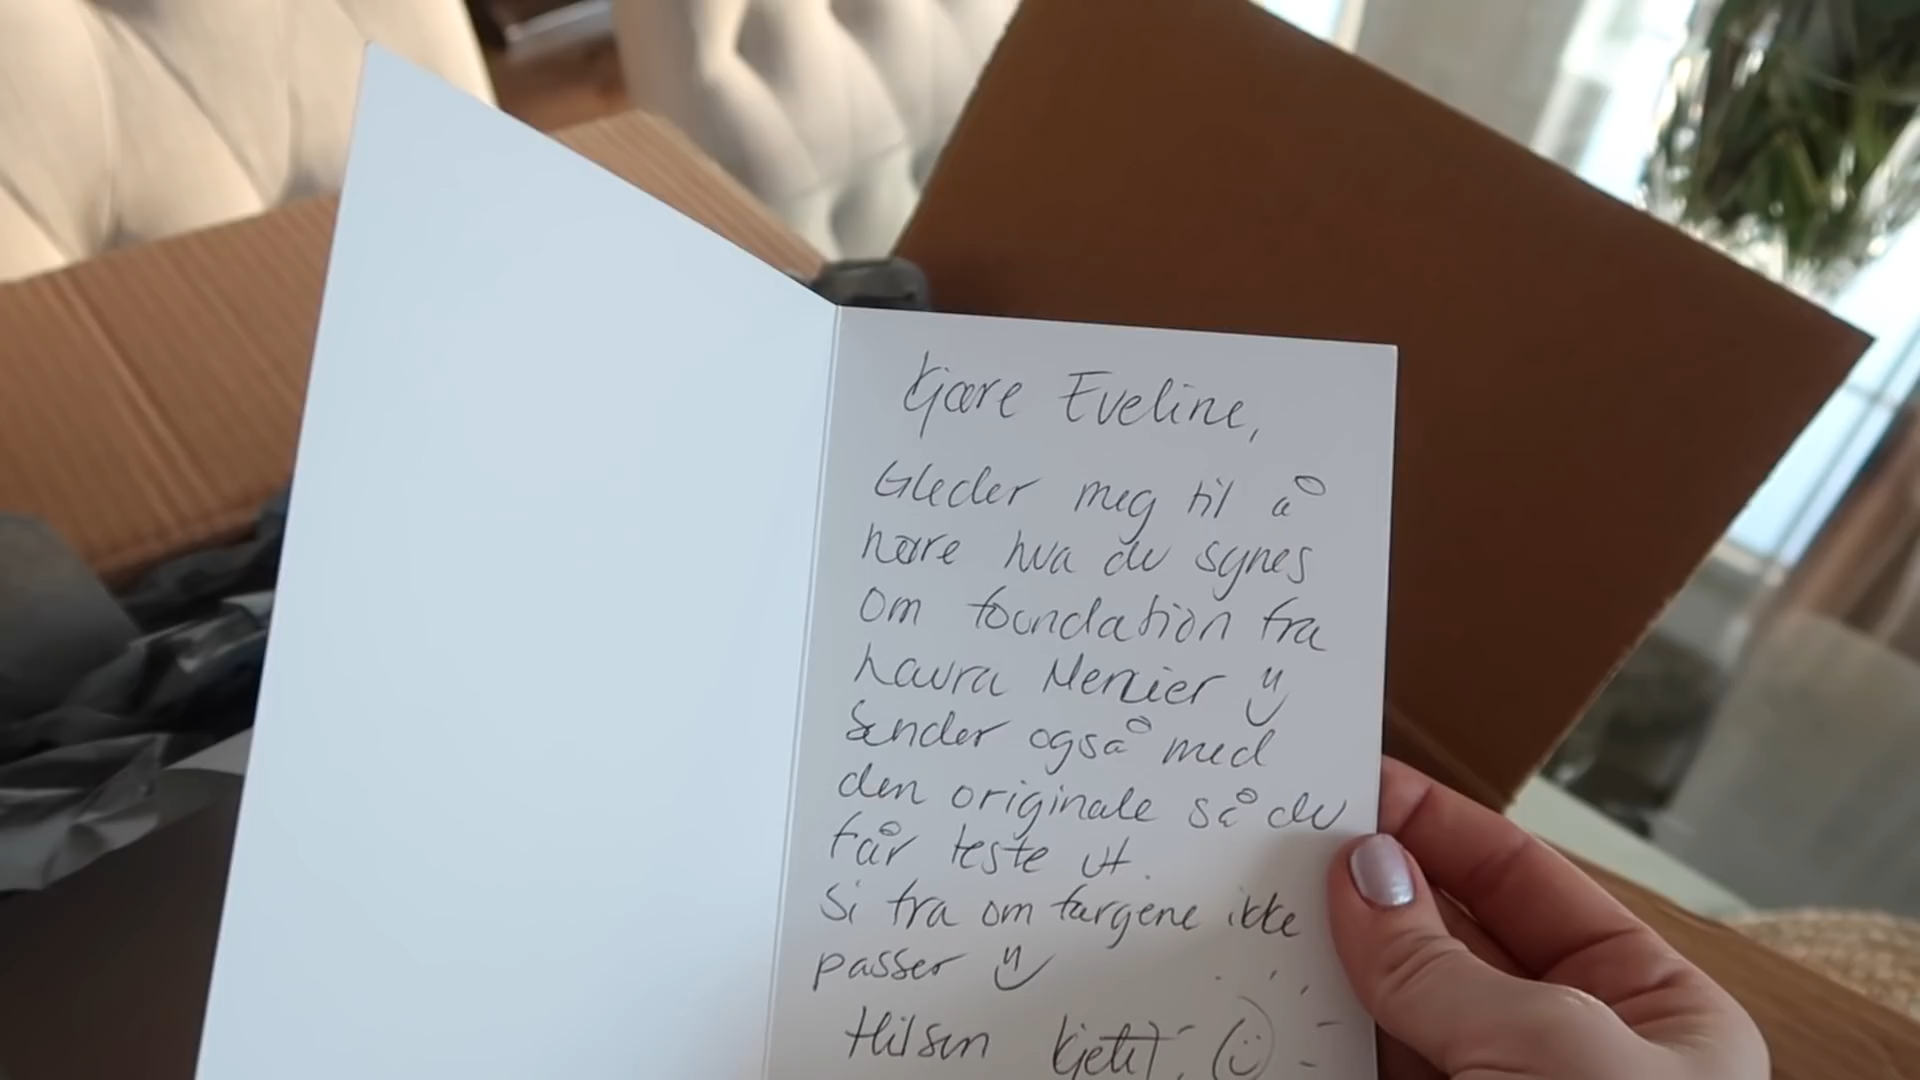 Kjære Eveline,
Gleder meg til å
høre hva du synes
om foundation fra
Laura Mercier
Sender også med
den originale så du
får teste ut.
Si fra om fargene ikke
passer
Hilsen Kjetil